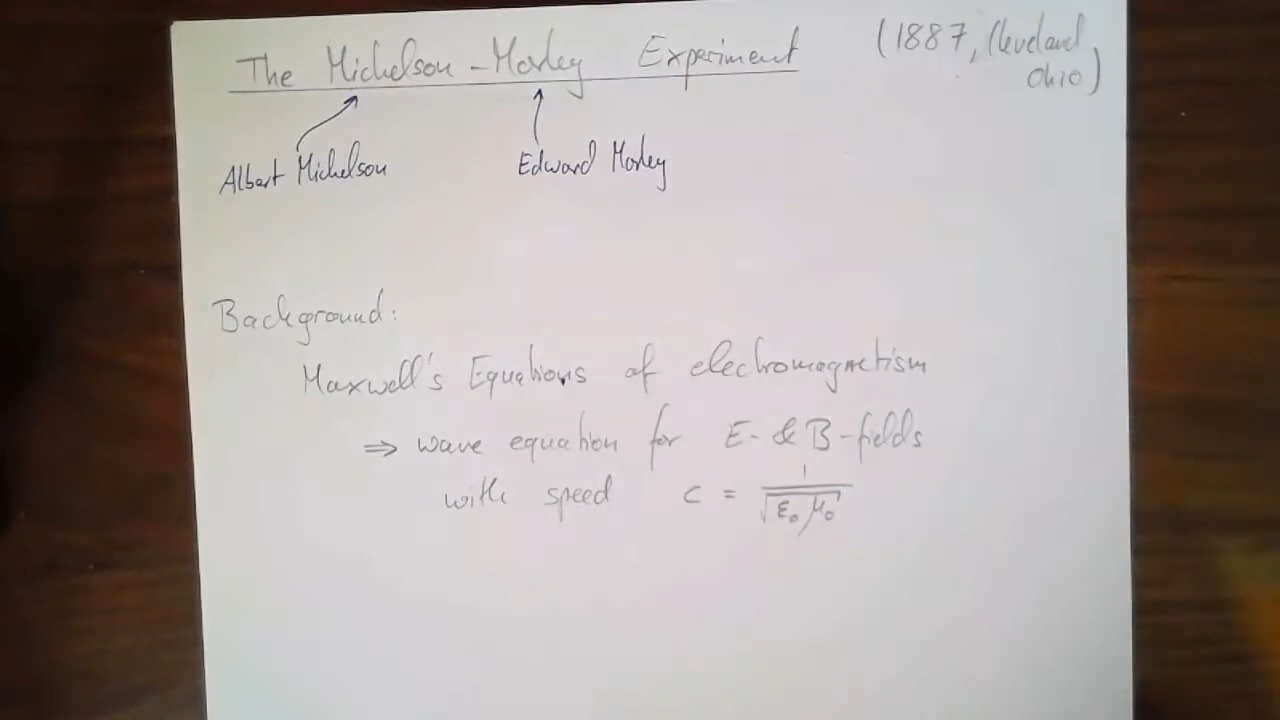 The Michelson-Morley Experiment (1887, Cleveland, Ohio)
Albert Michelson Edward Morley
Background:
Maxwell's Equations of electromagnetism
⇒ wave equation for E- & B-fields
with speed c = 1/√(ε₀μ₀)